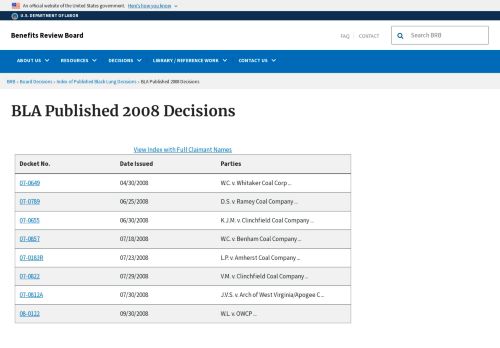 An official website of the United States government. Here's how you know
U.S. DEPARTMENT OF LABOR
Benefits Review Board
FAQ
CONTACT
Search BRB
ABOUT US
RESOURCES
DECISIONS
LIBRARY / REFERENCE WORK
CONTACT US
BRB › Board Decisions › Index of Published Black Lung Decisions › BLA Published 2008 Decisions
BLA Published 2008 Decisions
View Index with Full Claimant Names
Docket No. Date Issued Parties
07-0649 04/30/2008 W.C. v. Whitaker Coal Corp ...
07-0789 06/25/2008 D.S. v. Ramey Coal Company ...
07-0655 06/30/2008 K.J.M. v. Clinchfield Coal Company ...
07-0857 07/18/2008 W.C. v. Benham Coal Company ...
07-0183R 07/23/2008 L.P. v. Amherst Coal Company ...
07-0822 07/29/2008 V.M. v. Clinchfield Coal Company ...
07-0812A 07/30/2008 J.V.S. v. Arch of West Virginia/Apogee C ...
08-0122 09/30/2008 W.L. v. OWCP ...